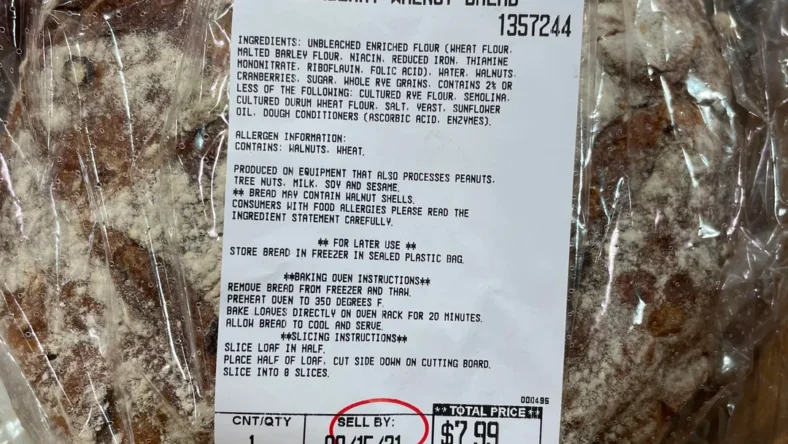 WALNUT BREAD
1357244
INGREDIENTS: UNBLEACHED ENRICHED FLOUR (WHEAT FLOUR,
MALTED BARLEY FLOUR, NIACIN, REDUCED IRON, THIAMINE
MONONITRATE, RIBOFLAVIN, FOLIC ACID), WATER, WALNUTS,
CRANBERRIES, SUGAR, WHOLE RYE GRAINS. CONTAINS 2% OR
LESS OF THE FOLLOWING: CULTURED RYE FLOUR, SEMOLINA,
CULTURED DURUM WHEAT FLOUR, SALT, YEAST, SUNFLOWER
OIL, DOUGH CONDITIONERS (ASCORBIC ACID, ENZYMES).
ALLERGEN INFORMATION:
CONTAINS: WALNUTS, WHEAT.
PRODUCED ON EQUIPMENT THAT ALSO PROCESSES PEANUTS,
TREE NUTS, MILK, SOY AND SESAME.
** BREAD MAY CONTAIN WALNUT SHELLS.
CONSUMERS WITH FOOD ALLERGIES PLEASE READ THE
INGREDIENT STATEMENT CAREFULLY.
** FOR LATER USE **
STORE BREAD IN FREEZER IN SEALED PLASTIC BAG.
**BAKING OVEN INSTRUCTIONS**
REMOVE BREAD FROM FREEZER AND THAW.
PREHEAT OVEN TO 350 DEGREES F.
BAKE LOAVES DIRECTLY ON OVEN RACK FOR 20 MINUTES.
ALLOW BREAD TO COOL AND SERVE.
**SLICING INSTRUCTIONS**
SLICE LOAF IN HALF.
PLACE HALF OF LOAF, CUT SIDE DOWN ON CUTTING BOARD.
SLICE INTO 8 SLICES.
000495
CNT/QTY
SELL BY:
**TOTAL PRICE**
1
$7.99